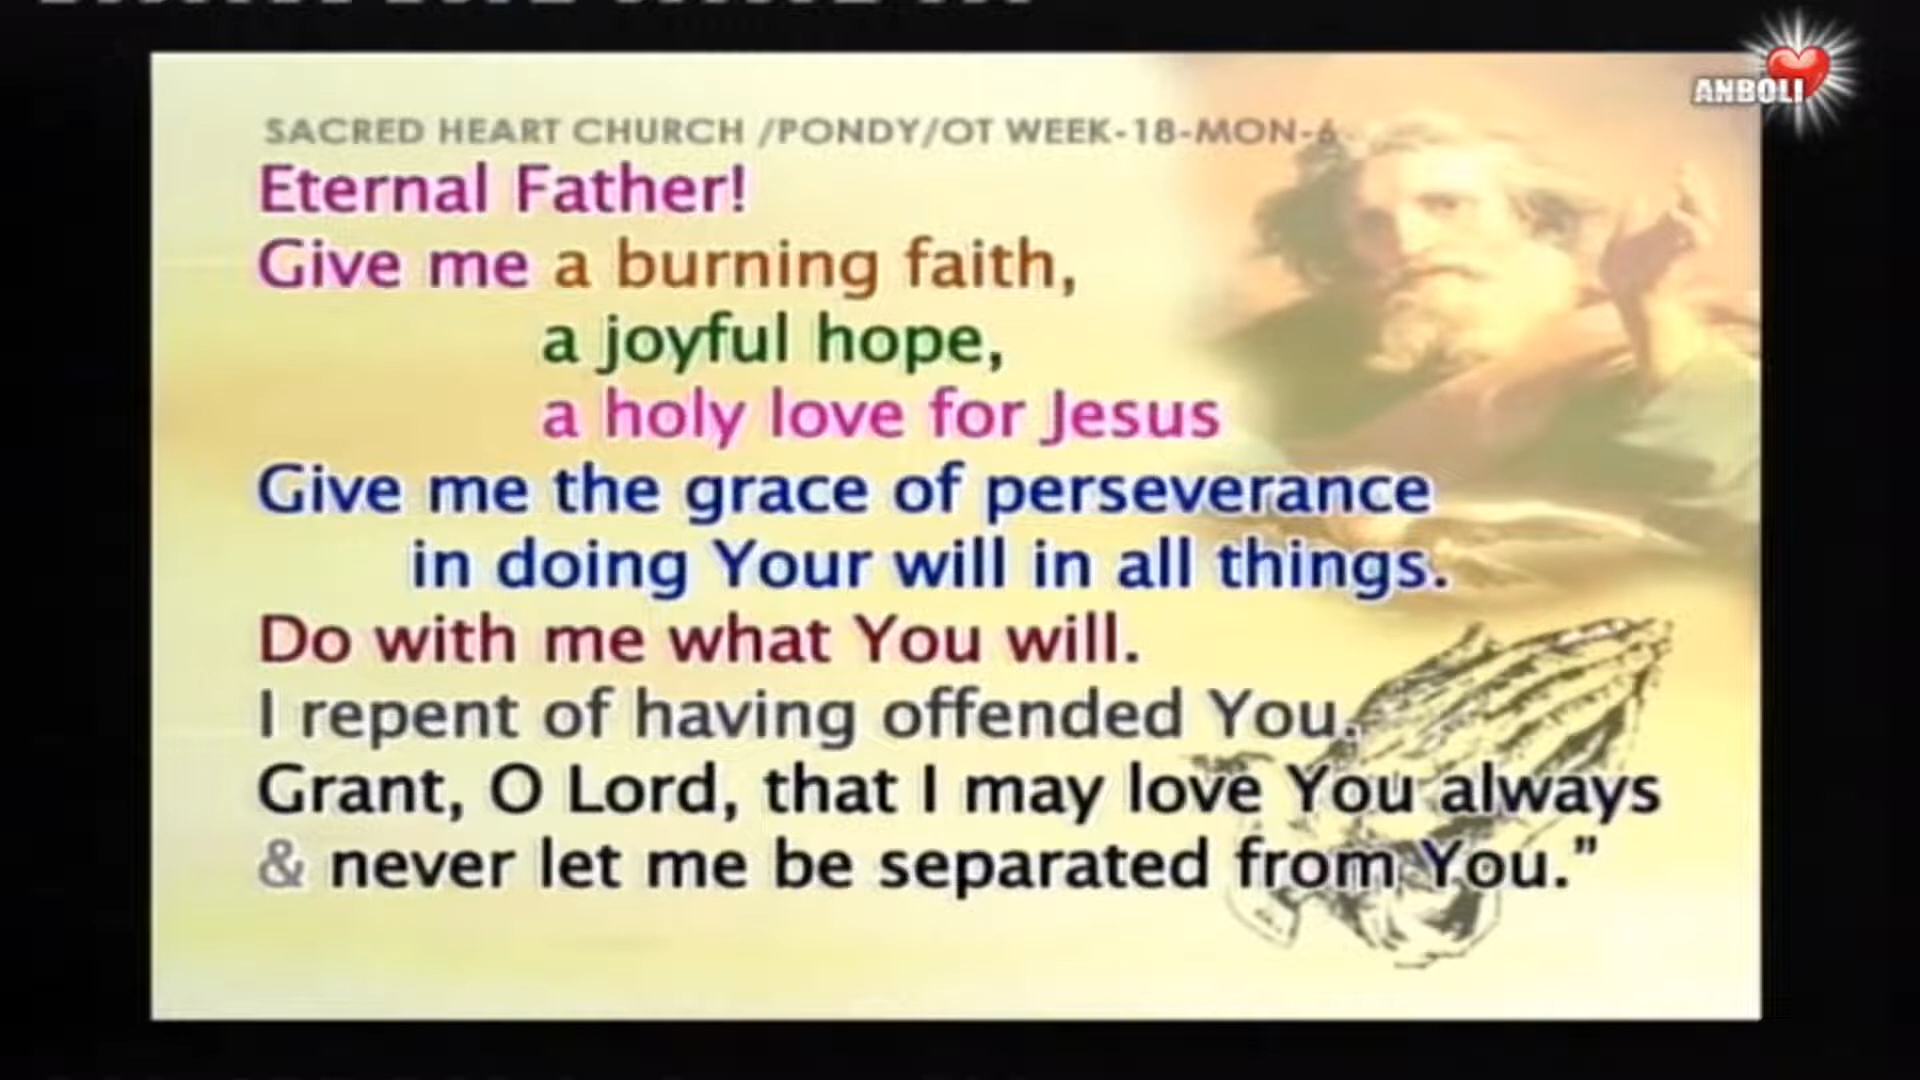 ANBOLI
SACRED HEART CHURCH /PONDY/OT WEEK-18-MON-6
Eternal Father!
Give me a burning faith,
a joyful hope,
a holy love for Jesus
Give me the grace of perseverance
in doing Your will in all things.
Do with me what You will.
I repent of having offended You.
Grant, O Lord, that I may love You always
& never let me be separated from You.”